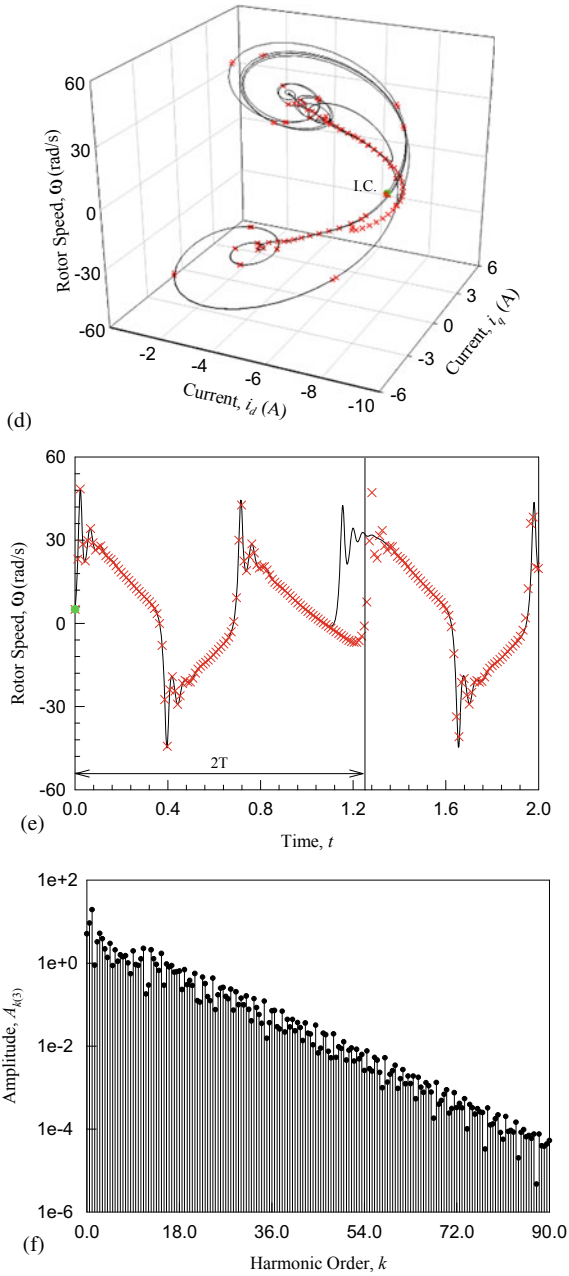 60
30
0
-30
-60
Rotor Speed, ω (rad/s)
I.C.
6
3
0
-3
-6
Current, i_q (A)
-2
-4
-6
-8
-10
Current, i_d (A)
(d)
60
30
0
-30
-60
Rotor Speed, ω (rad/s)
2T
0.0
0.4
0.8
1.2
1.6
2.0
Time, t
(e)
1e+2
1e+0
1e-2
1e-4
1e-6
Amplitude, A_{k(3)}
0.0
18.0
36.0
54.0
72.0
90.0
Harmonic Order, k
(f)